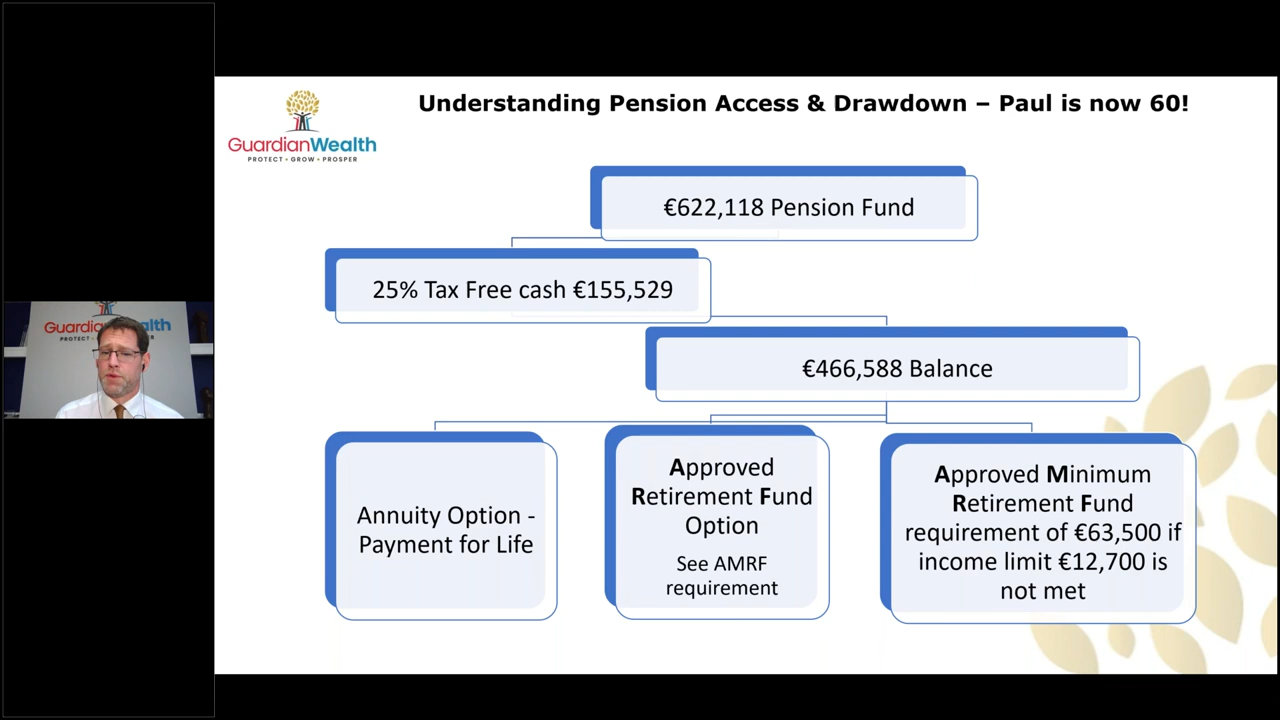 Understanding Pension Access & Drawdown – Paul is now 60!
GuardianWealth
PROTECT • GROW • PROSPER
€622,118 Pension Fund
25% Tax Free cash €155,529
€466,588 Balance
Annuity Option -
Payment for Life
Approved
Retirement Fund
Option
See AMRF
requirement
Approved Minimum
Retirement Fund
requirement of €63,500 if
income limit €12,700 is
not met